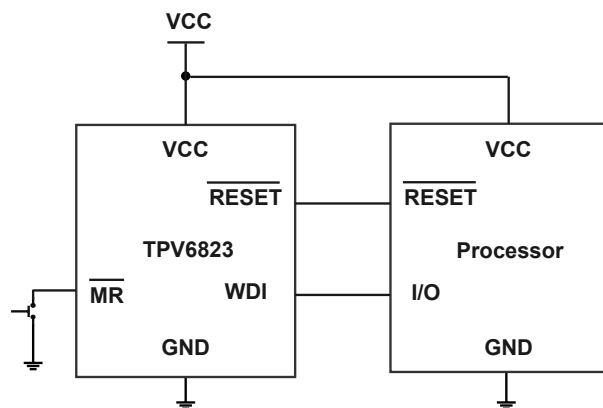 VCC
VCC
VCC
RESET
RESET
TPV6823
Processor
MR
WDI
I/O
GND
GND